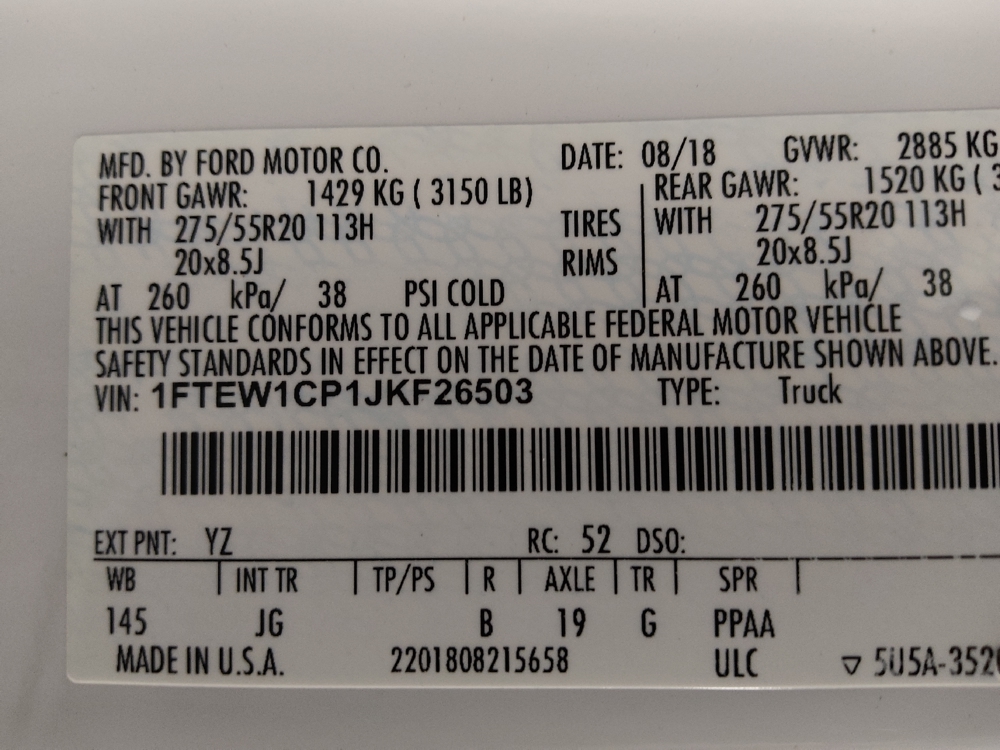 MFD. BY FORD MOTOR CO. DATE: 08/18 GVWR: 2885 KG
FRONT GAWR: 1429 KG ( 3150 LB) REAR GAWR: 1520 KG (
WITH 275/55R20 113H TIRES WITH 275/55R20 113H
20x8.5J RIMS 20x8.5J
AT 260 kPa/ 38 PSI COLD AT 260 kPa/ 38
THIS VEHICLE CONFORMS TO ALL APPLICABLE FEDERAL MOTOR VEHICLE
SAFETY STANDARDS IN EFFECT ON THE DATE OF MANUFACTURE SHOWN ABOVE.
VIN: 1FTEW1CP1JKF26503 TYPE: Truck
EXT PNT: YZ RC: 52 DSO:
WB INT TR TP/PS R AXLE TR SPR
145 JG B 19 G PPAA
MADE IN U.S.A. 2201808215658 ULC ▽ 5U5A-352